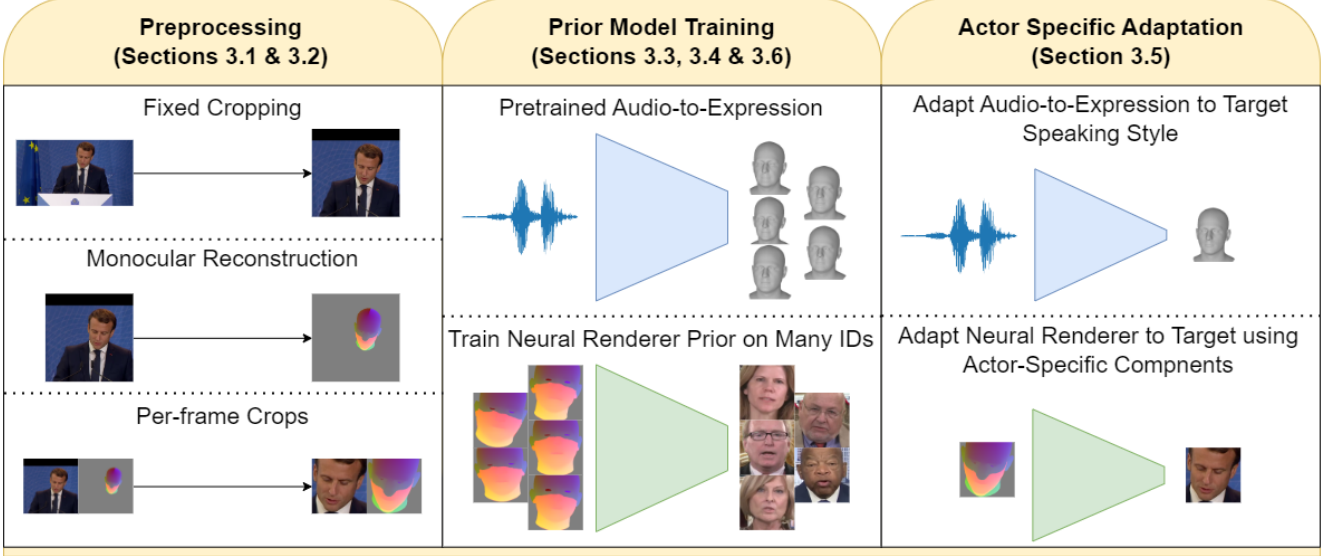 Preprocessing
(Sections 3.1 & 3.2)
Fixed Cropping
Monocular Reconstruction
Per-frame Crops
Prior Model Training
(Sections 3.3, 3.4 & 3.6)
Pretrained Audio-to-Expression
Train Neural Renderer Prior on Many IDs
Actor Specific Adaptation
(Section 3.5)
Adapt Audio-to-Expression to Target
Speaking Style
Adapt Neural Renderer to Target using
Actor-Specific Compnents